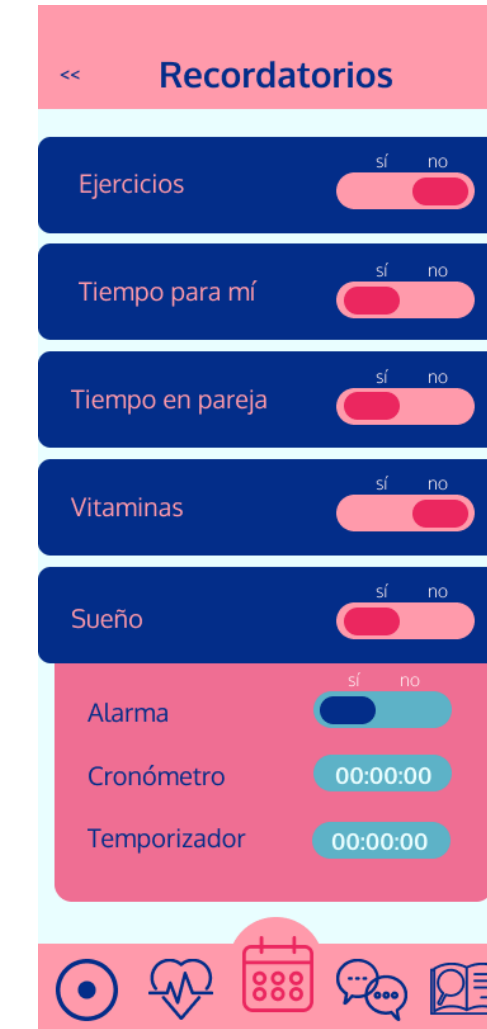 << Recordatorios
sí no
Ejercicios
sí no
Tiempo para mí
sí no
Tiempo en pareja
sí no
Vitaminas
sí no
Sueño
sí no
Alarma
Cronómetro 00:00:00
Temporizador 00:00:00